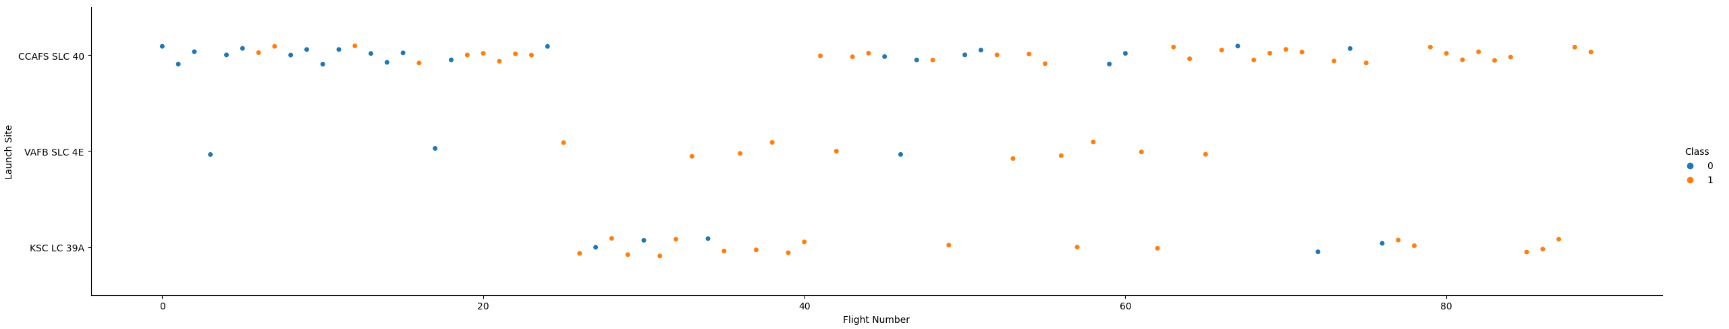 CCAFS SLC 40
VAFB SLC 4E
KSC LC 39A
Launch Site
0
20
40
60
80
Flight Number
Class
0
1